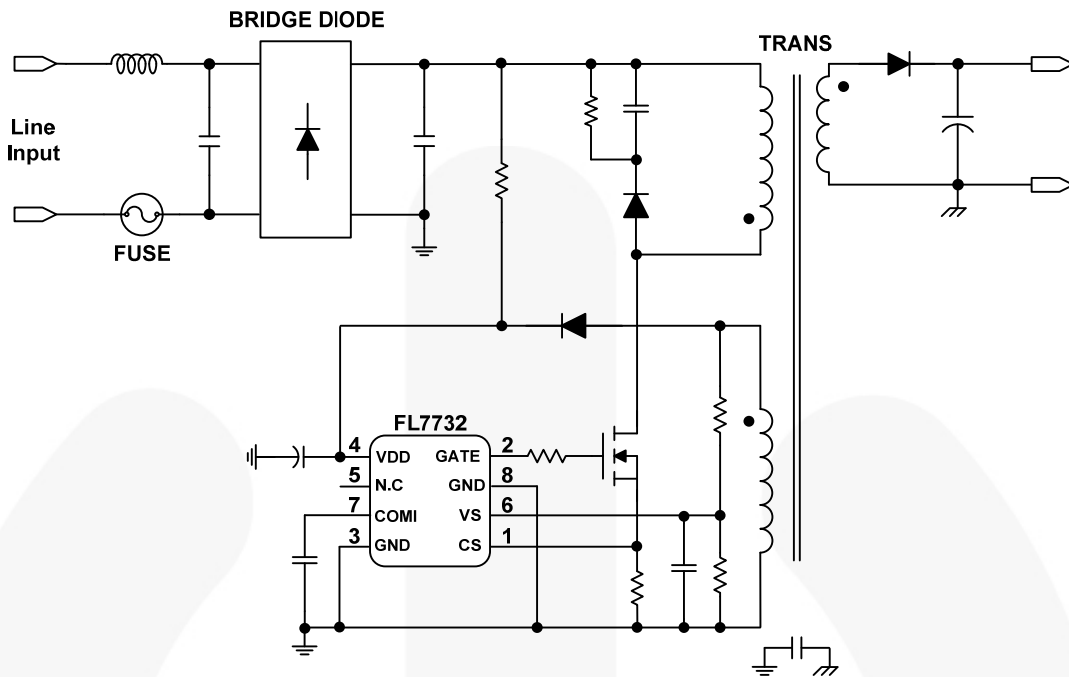 BRIDGE DIODE
TRANS
Line
Input
FUSE
FL7732
4 VDD GATE 2
5 N.C GND 8
7 COMI VS 6
3 GND CS 1